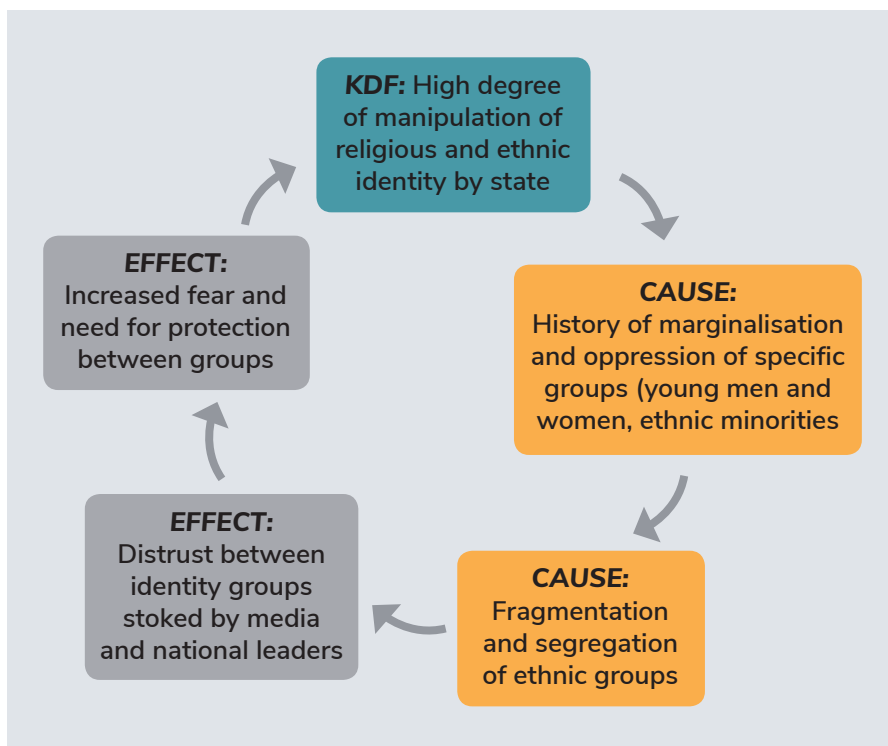 KDF: High degree
of manipulation of
religious and ethnic
identity by state
CAUSE:
History of marginalisation
and oppression of specific
groups (young men and
women, ethnic minorities
CAUSE:
Fragmentation
and segregation
of ethnic groups
EFFECT:
Distrust between
identity groups
stoked by media
and national leaders
EFFECT:
Increased fear and
need for protection
between groups